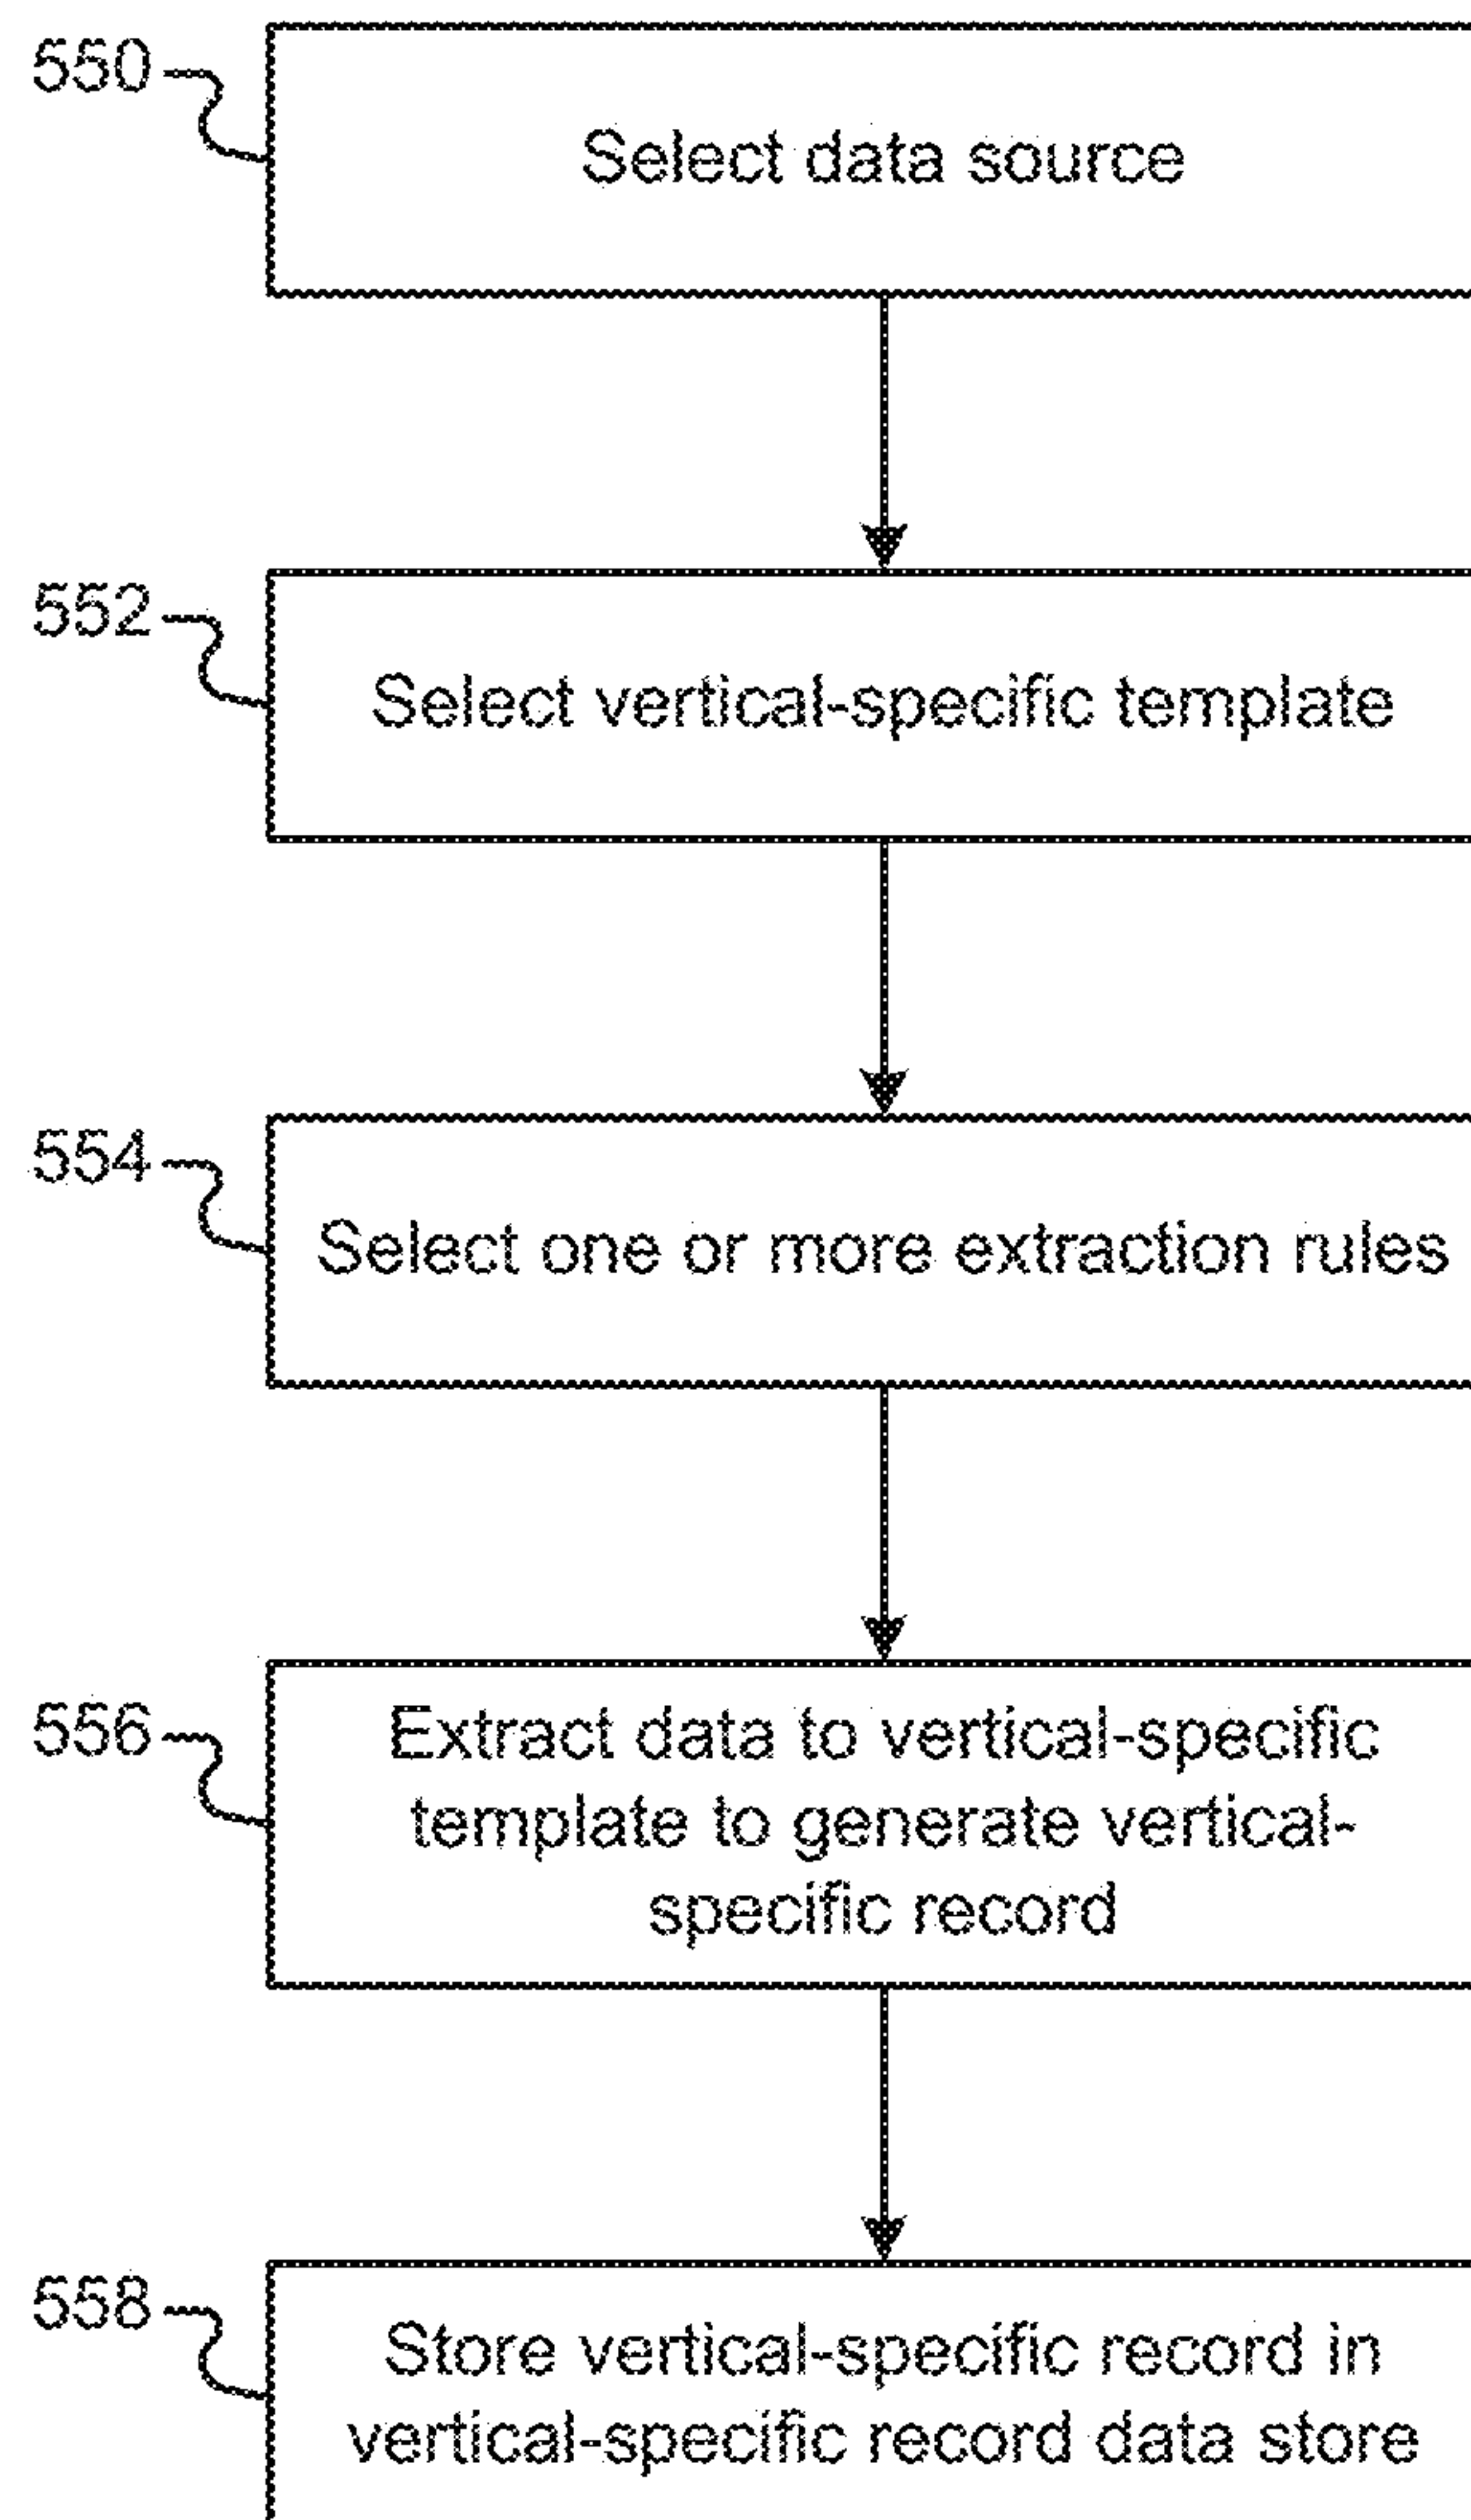 550
Select data source
552
Select vertical-specific template
554
Select one or more extraction rules
556
Extract data to vertical-specific
template to generate vertical-
specific record
558
Store vertical-specific record in
vertical-specific record data store